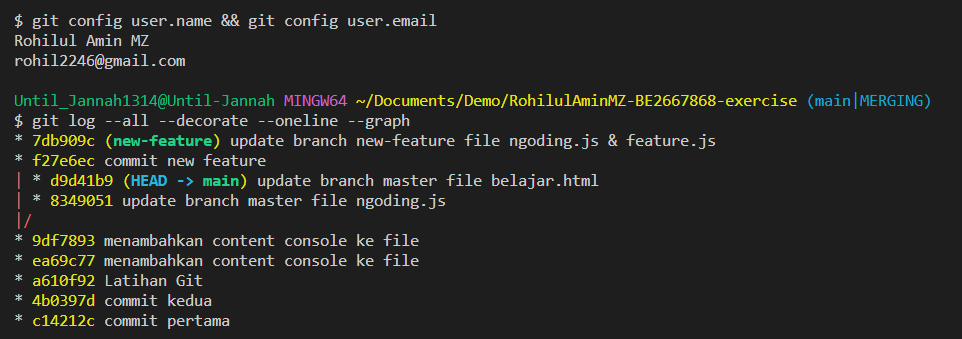 $ git config user.name && git config user.email
Rohilul Amin MZ
rohil2246@gmail.com
Until_Jannah1314@Until-Jannah MINGW64 ~/Documents/Demo/RohilulAminMZ-BE2667868-exercise (main|MERGING)
$ git log --all --decorate --oneline --graph
* 7db909c (new-feature) update branch new-feature file ngoding.js & feature.js
* f27e6ec commit new feature
| * d9d41b9 (HEAD -> main) update branch master file belajar.html
| * 8349051 update branch master file ngoding.js
|/
* 9df7893 menambahkan content console ke file
* ea69c77 menambahkan content console ke file
* a610f92 Latihan Git
* 4b0397d commit kedua
* c14212c commit pertama